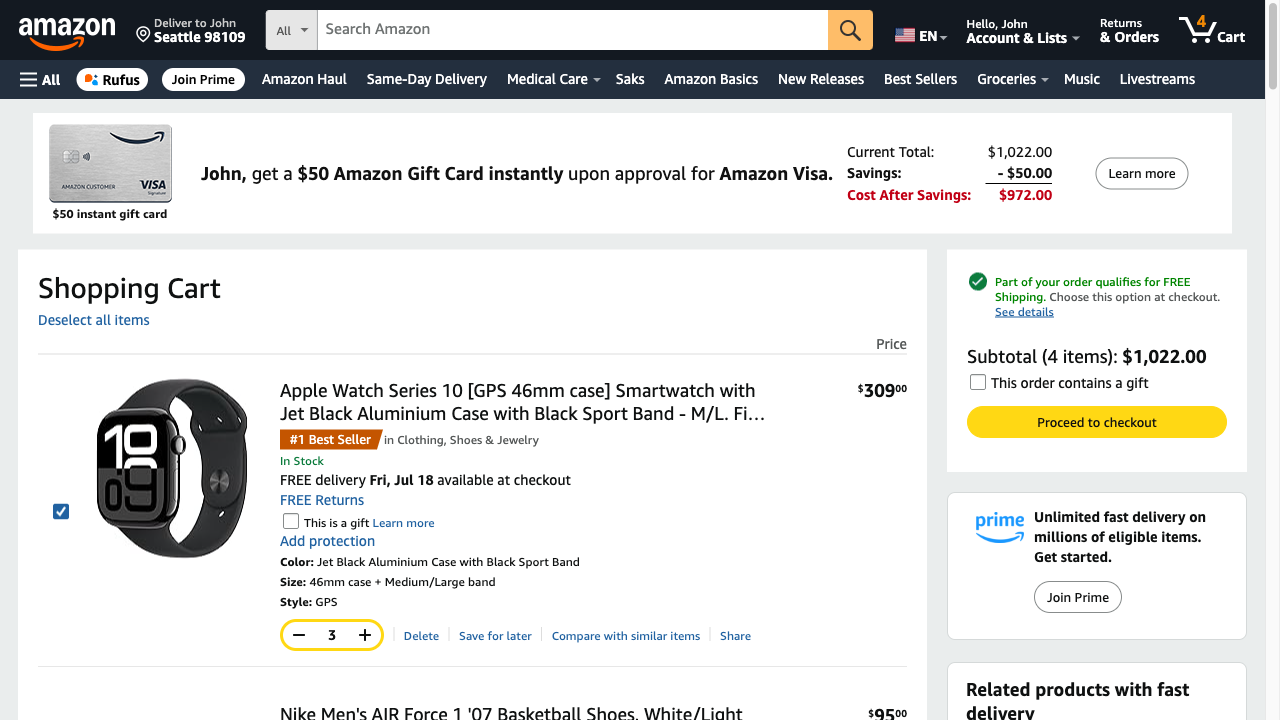 amazon
Deliver to John
Seattle 98109
All
Search Amazon
EN
Hello, John
Account & Lists
Returns
& Orders
4
Cart
All
Rufus
Join Prime
Amazon Haul
Same-Day Delivery
Medical Care
Saks
Amazon Basics
New Releases
Best Sellers
Groceries
Music
Livestreams
AMAZON CUSTOMER
VISA
Signature
$50 instant gift card
John, get a $50 Amazon Gift Card instantly upon approval for Amazon Visa.
Current Total: $1,022.00
Savings: - $50.00
Cost After Savings: $972.00
Learn more
Shopping Cart
Deselect all items
Price
Apple Watch Series 10 [GPS 46mm case] Smartwatch with
Jet Black Aluminium Case with Black Sport Band - M/L. Fi…
$30900
#1 Best Seller in Clothing, Shoes & Jewelry
In Stock
FREE delivery Fri, Jul 18 available at checkout
FREE Returns
This is a gift Learn more
Add protection
Color: Jet Black Aluminium Case with Black Sport Band
Size: 46mm case + Medium/Large band
Style: GPS
3
Delete
Save for later
Compare with similar items
Share
10
09
Nike Men's AIR Force 1 '07 Basketball Shoes, White/Light
$9500
Part of your order qualifies for FREE
Shipping. Choose this option at checkout.
See details
Subtotal (4 items): $1,022.00
This order contains a gift
Proceed to checkout
prime
Unlimited fast delivery on
millions of eligible items.
Get started.
Join Prime
Related products with fast
delivery